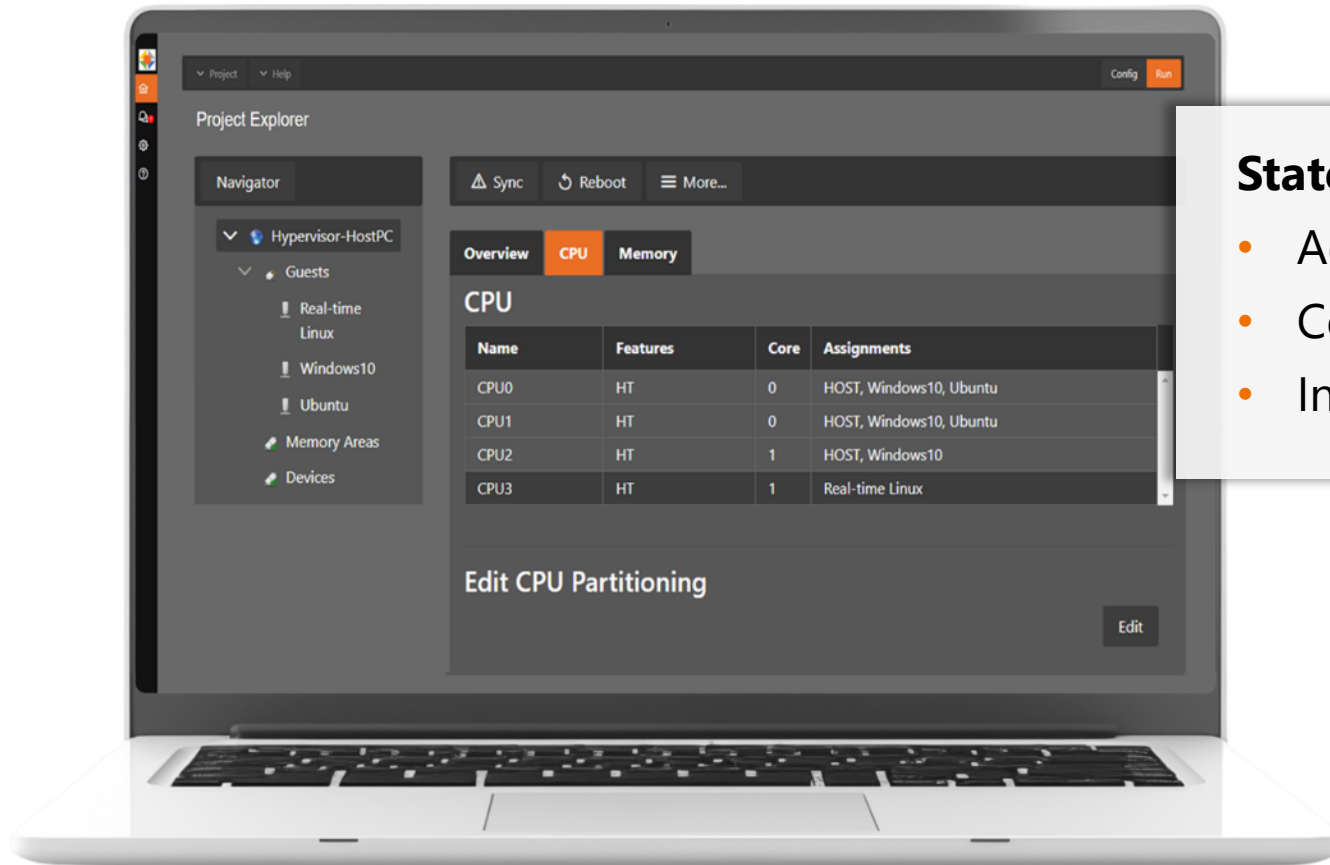 Project Help Config Run
Project Explorer
Navigator
Hypervisor-HostPC
Guests
Real-time
Linux
Windows10
Ubuntu
Memory Areas
Devices
Sync Reboot More...
Overview CPU Memory
CPU
Name Features Core Assignments
CPU0 HT 0 HOST, Windows10, Ubuntu
CPU1 HT 0 HOST, Windows10, Ubuntu
CPU2 HT 1 HOST, Windows10
CPU3 HT 1 Real-time Linux
Edit CPU Partitioning
Edit